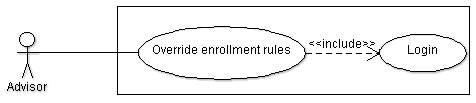 Override enrollment rules
<<include>>
Login
Advisor